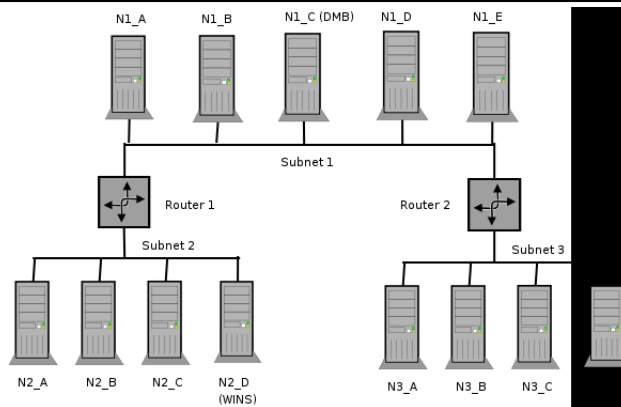 N1_A
N1_B
N1_C (DMB)
N1_D
N1_E
Subnet 1
Router 1
Router 2
Subnet 2
Subnet 3
N2_A
N2_B
N2_C
N2_D
(WINS)
N3_A
N3_B
N3_C